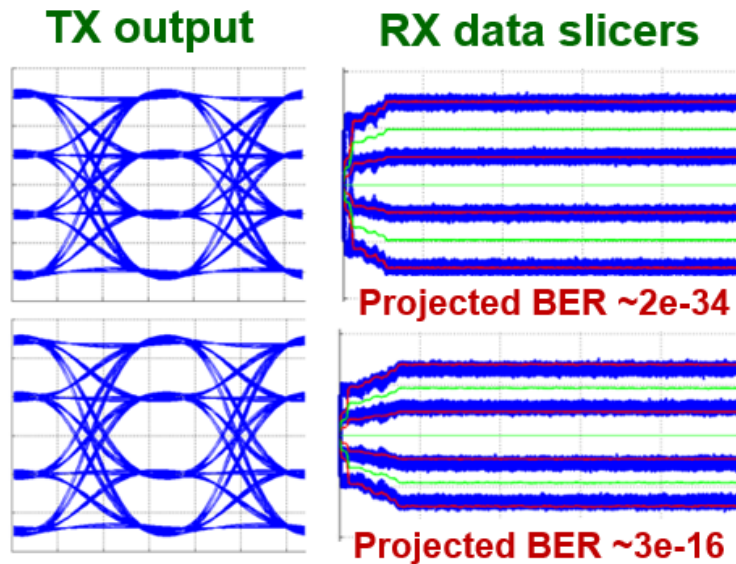 TX output
RX data slicers
Projected BER ~2e-34
Projected BER ~3e-16